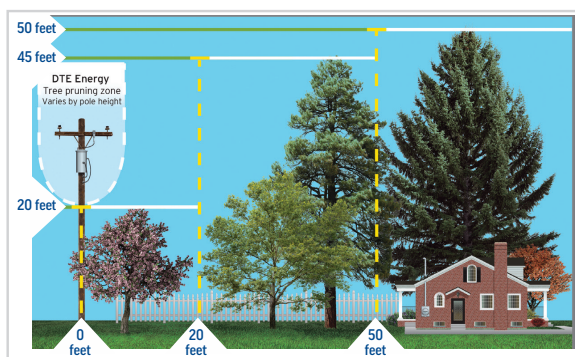 50 feet
45 feet
DTE Energy
Tree pruning zone
Varies by pole height
20 feet
0
feet
20
feet
50
feet